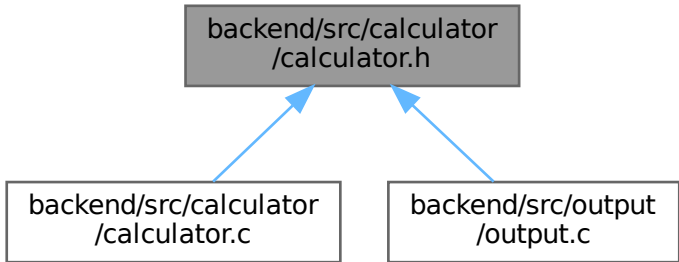 backend/src/calculator
/calculator.h
backend/src/calculator
/calculator.c
backend/src/output
/output.c